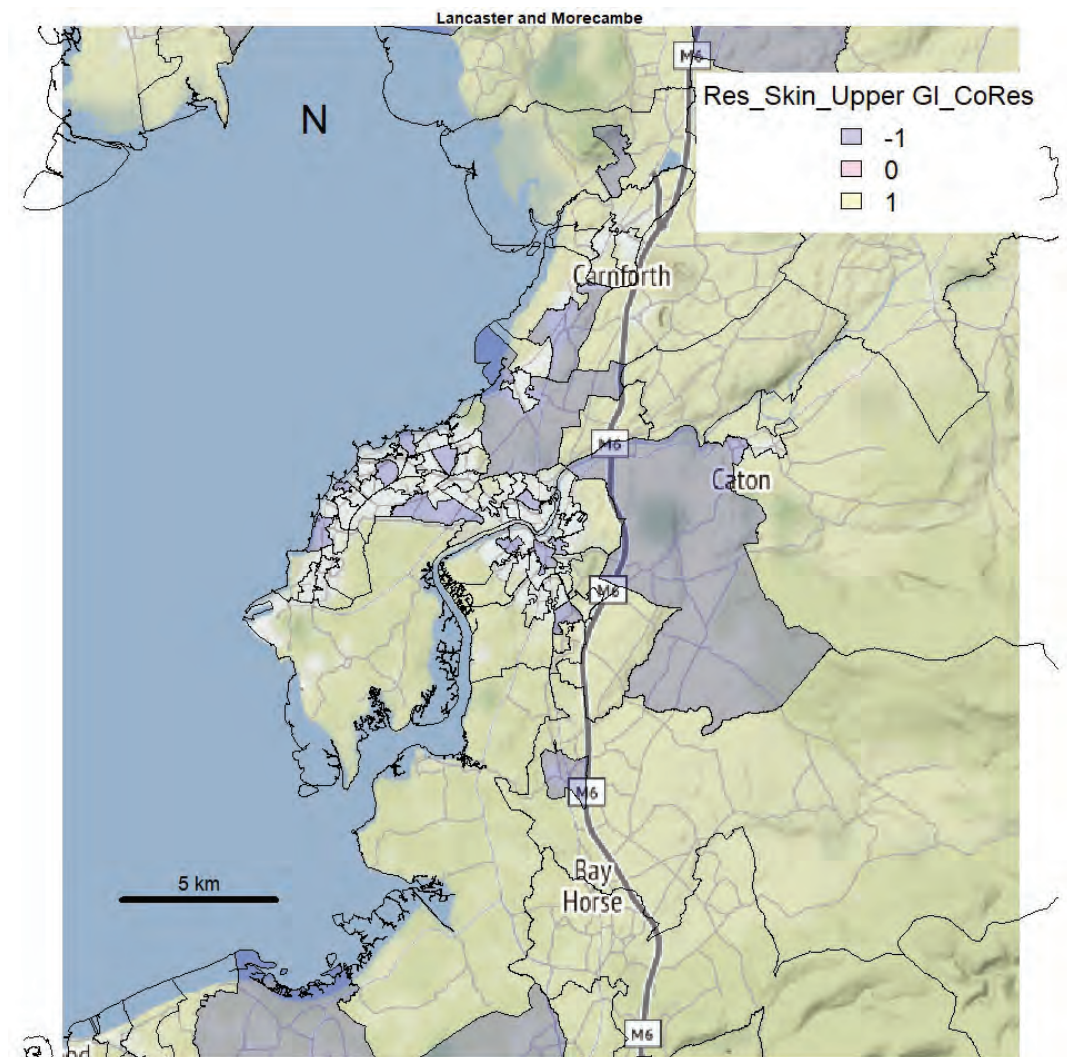 Lancaster and Morecambe
M6
Res_Skin_Upper GI_CoRes
-1
0
1
N
Carnforth
M6
Caton
M6
M6
Bay
Horse
5 km
M6